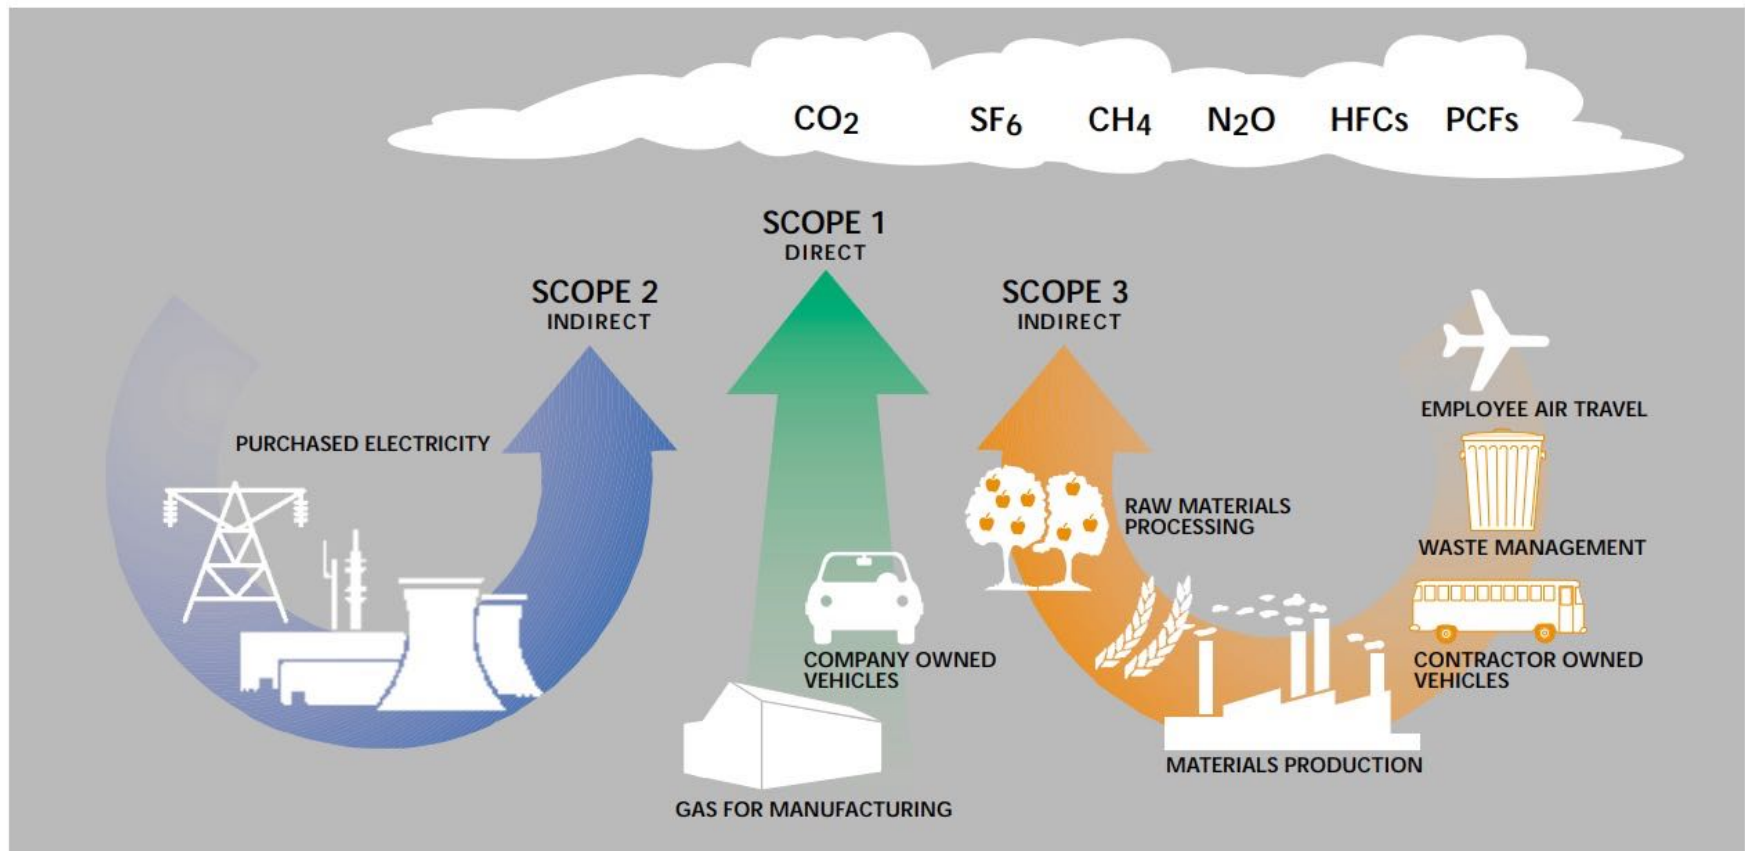 CO2 SF6 CH4 N2O HFCs PCFs
SCOPE 1
DIRECT
SCOPE 2
INDIRECT
SCOPE 3
INDIRECT
PURCHASED ELECTRICITY
COMPANY OWNED
VEHICLES
GAS FOR MANUFACTURING
RAW MATERIALS
PROCESSING
MATERIALS PRODUCTION
EMPLOYEE AIR TRAVEL
WASTE MANAGEMENT
CONTRACTOR OWNED
VEHICLES